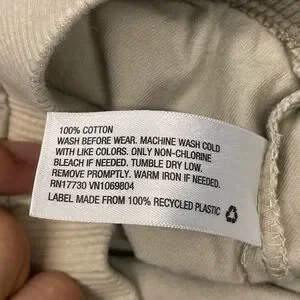 100% COTTON
WASH BEFORE WEAR. MACHINE WASH COLD
WITH LIKE COLORS. ONLY NON-CHLORINE
BLEACH IF NEEDED. TUMBLE DRY LOW.
REMOVE PROMPTLY. WARM IRON IF NEEDED.
RN17730 VN1069804
LABEL MADE FROM 100% RECYCLED PLASTIC